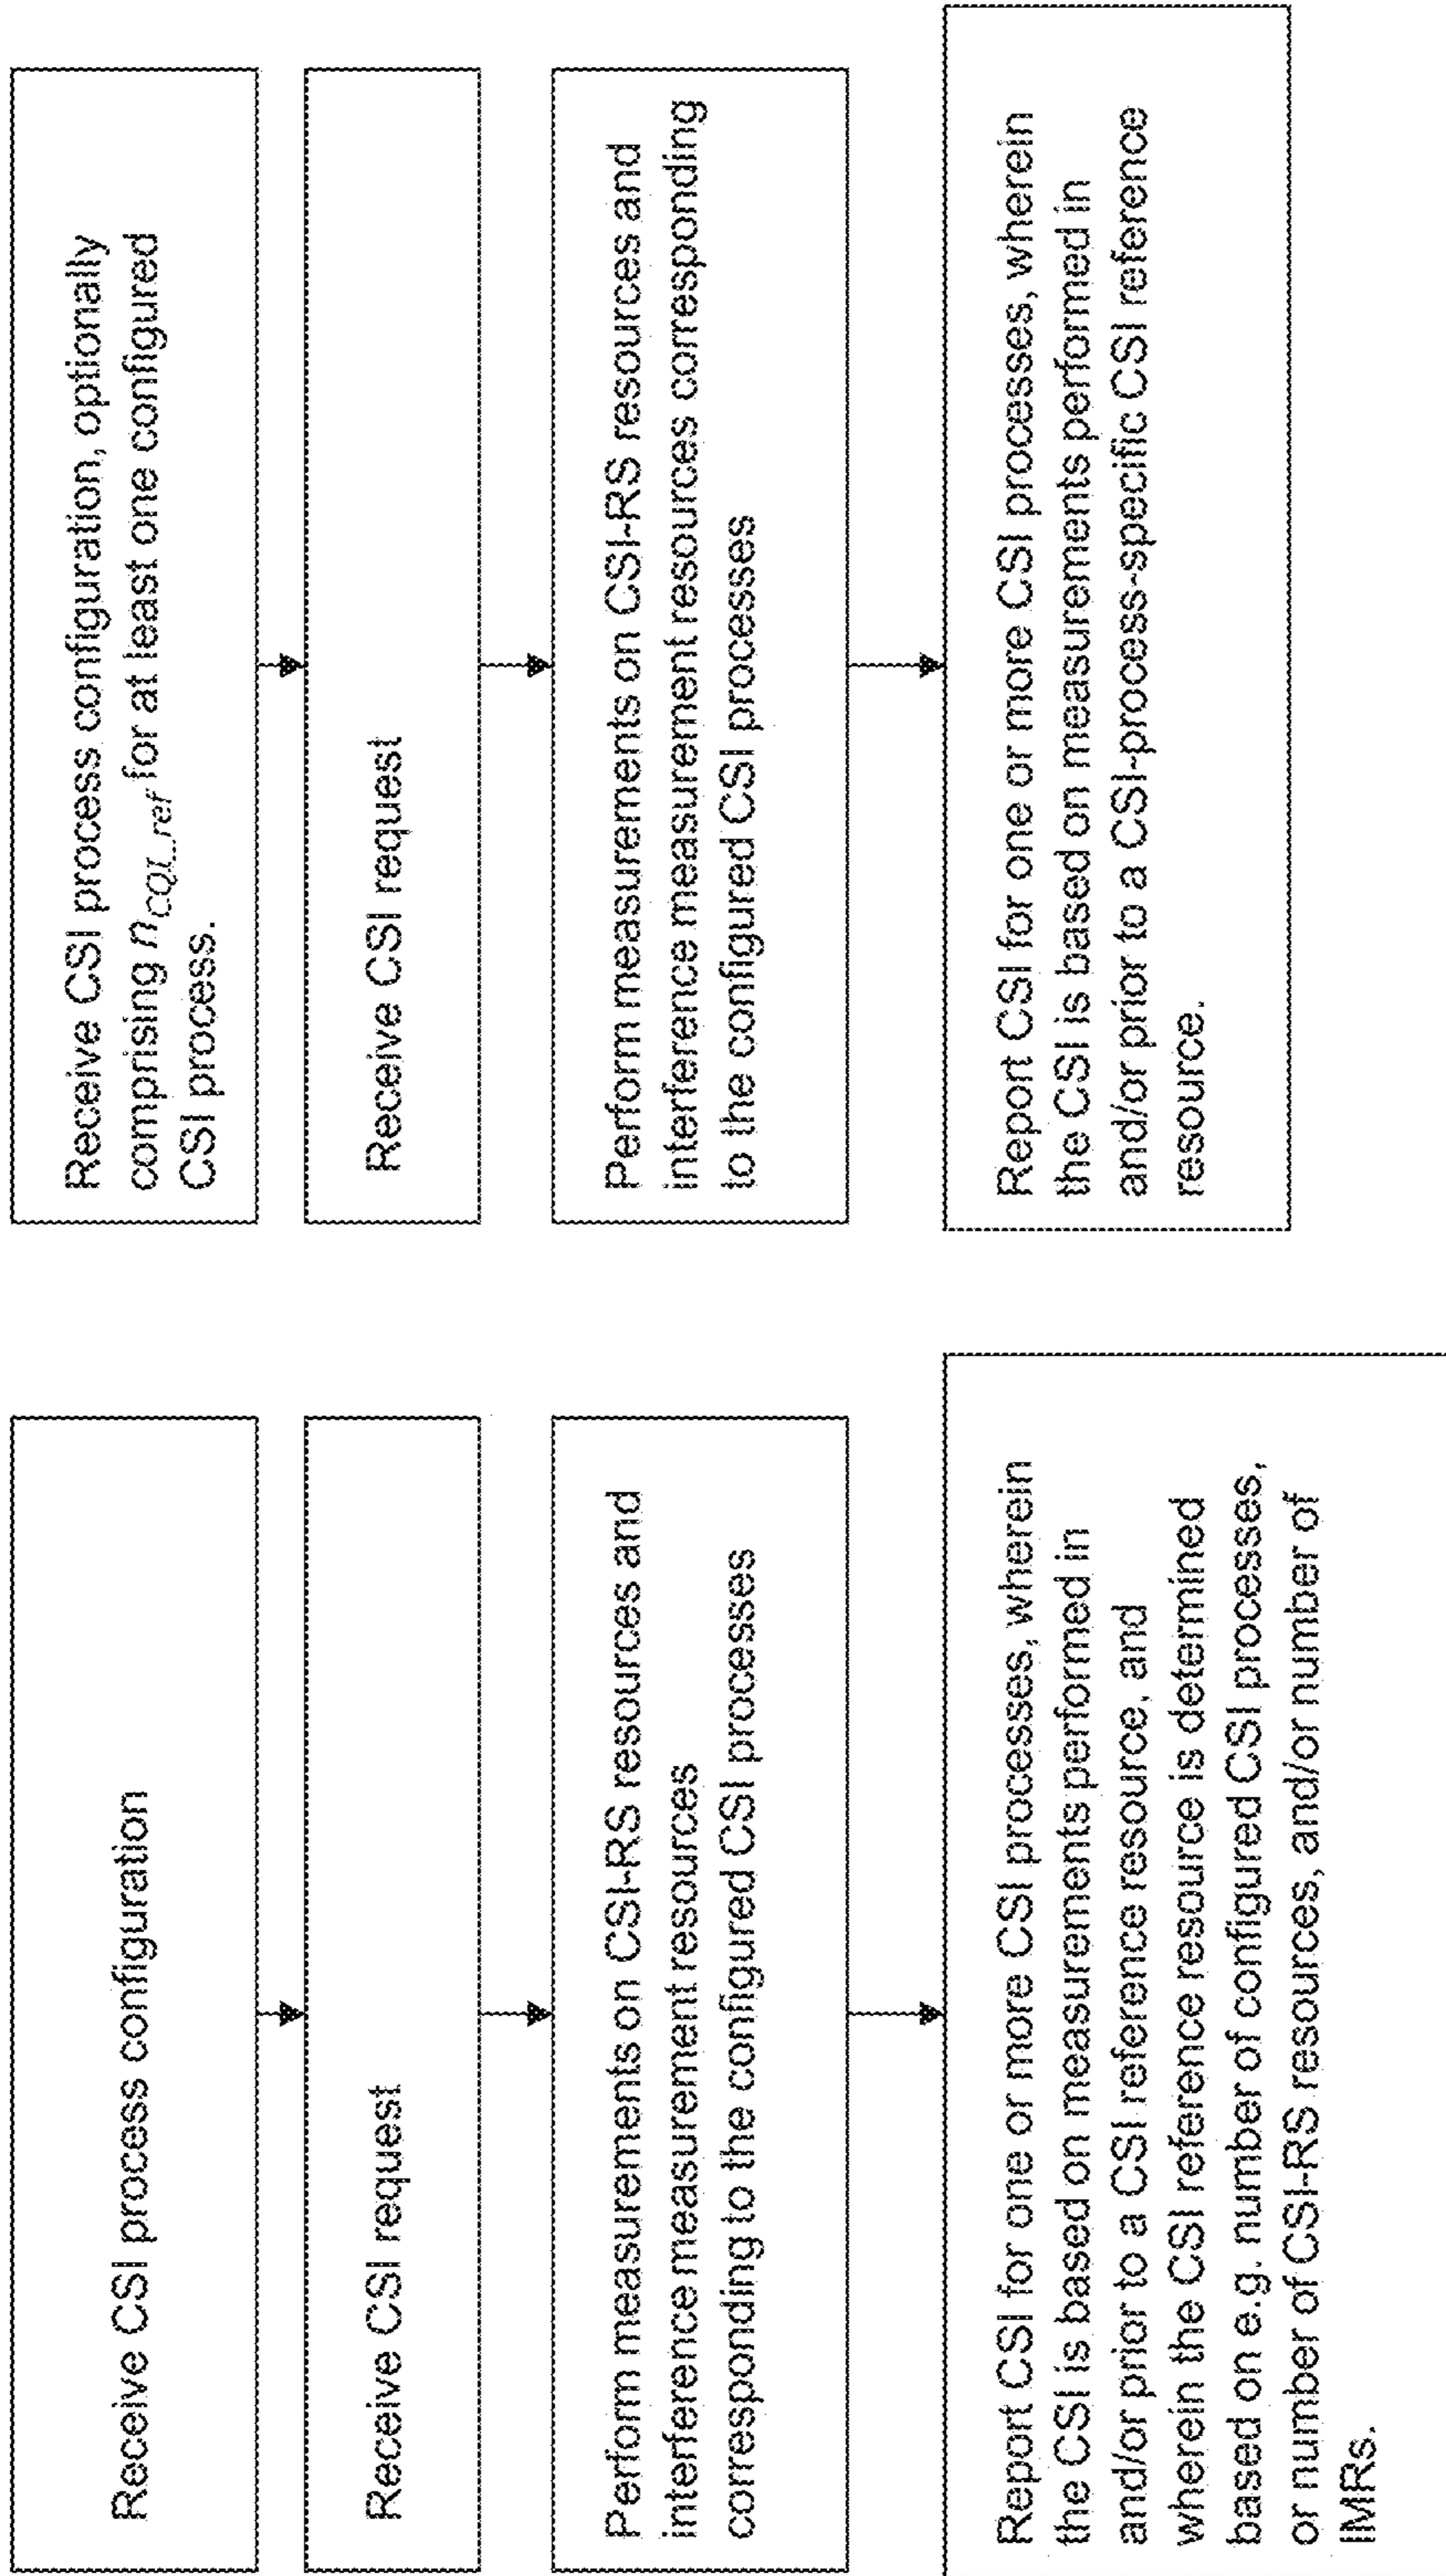 Receive CSI process configuration
Receive CSI request
Perform measurements on CSI-RS resources and
interference measurement resources
corresponding to the configured CSI processes
Report CSI for one or more CSI processes, wherein
the CSI is based on measurements performed in
and/or prior to a CSI reference resource, and
wherein the CSI reference resource is determined
based on e.g. number of configured CSI processes,
or number of CSI-RS resources, and/or number of
IMRs.
Receive CSI process configuration, optionally
comprising n_CQI_ref for at least one configured
CSI process.
Receive CSI request
Perform measurements on CSI-RS resources and
interference measurement resources corresponding
to the configured CSI processes
Report CSI for one or more CSI processes, wherein
the CSI is based on measurements performed in
and/or prior to a CSI-process-specific CSI reference
resource.